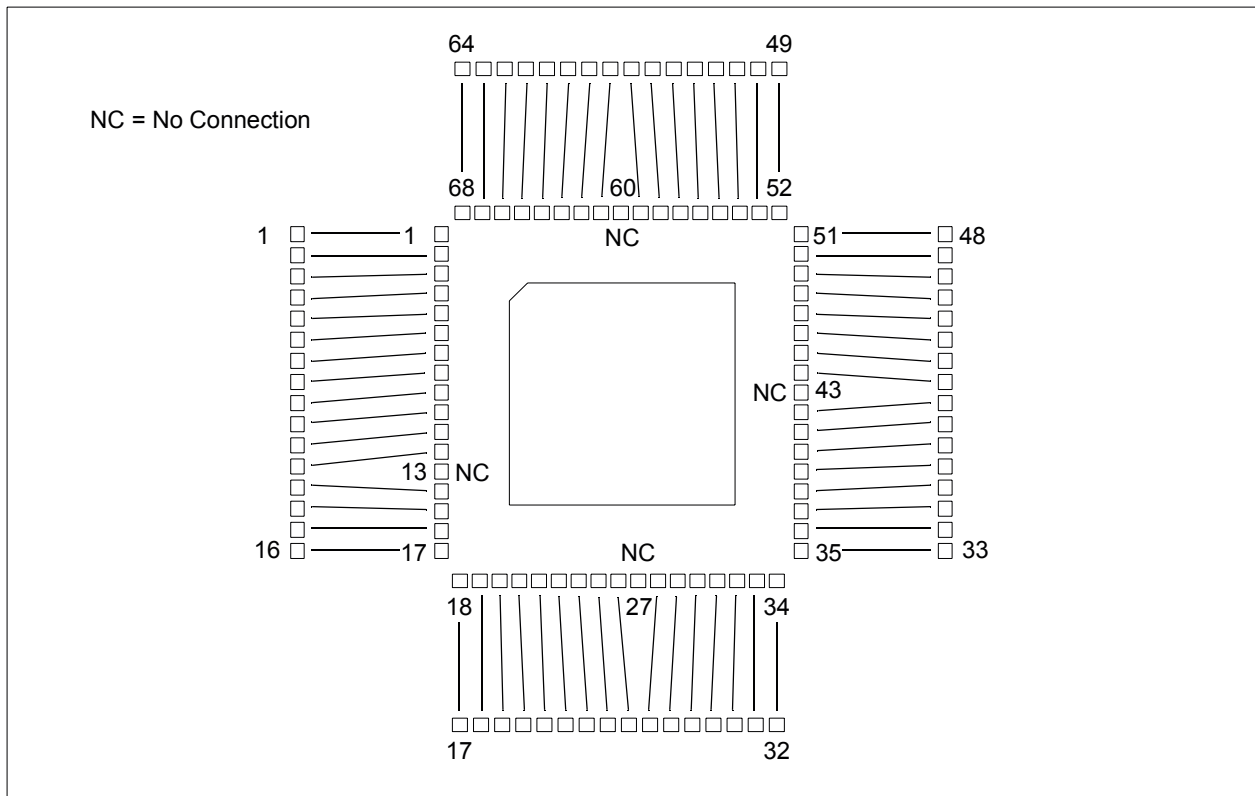 64 49
NC = No Connection
68 60 52
1 1 NC 51 48
NC 43
13 NC
16 17 NC 35 33
18 27 34
17 32